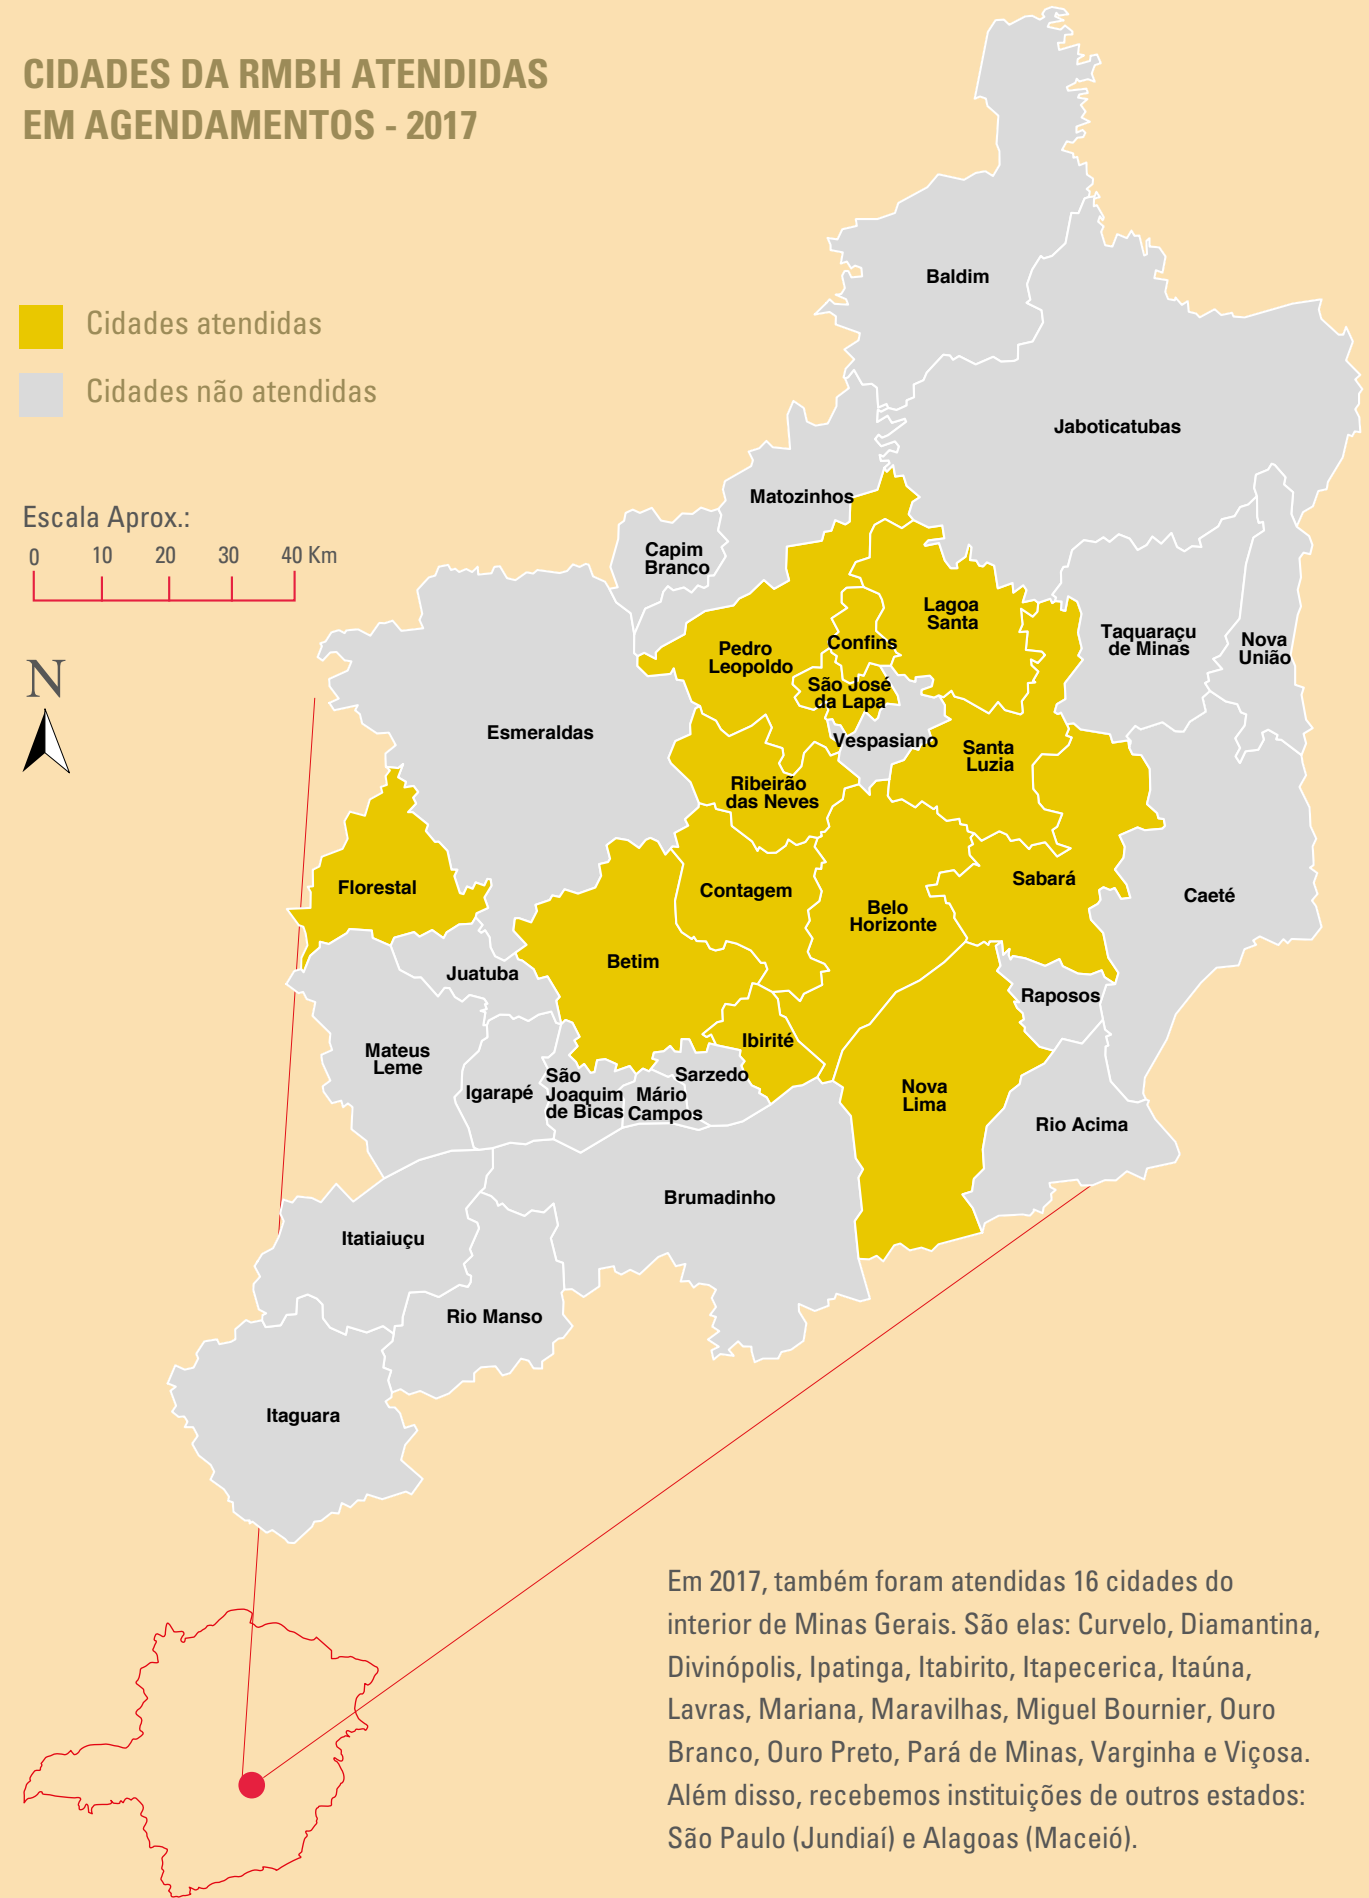 CIDADES DA RMBH ATENDIDAS
EM AGENDAMENTOS - 2017
Cidades atendidas
Cidades não atendidas
Escala Aprox.:
0 10 20 30 40 Km
N
Baldim
Jaboticatubas
Matozinhos
Capim
Branco
Lagoa
Santa
Confins
Pedro
Leopoldo
Taquaraçu
de Minas
Nova
União
São José
da Lapa
Esmeraldas
Vespasiano
Santa
Luzia
Ribeirão
das Neves
Florestal
Contagem
Sabará
Caeté
Belo
Horizonte
Betim
Juatuba
Raposos
Ibirité
Mateus
Leme
Igarapé
São
Joaquim
de Bicas
Mário
Campos
Sarzedo
Nova
Lima
Rio Acima
Brumadinho
Itatiaiuçu
Rio Manso
Itaguara
Em 2017, também foram atendidas 16 cidades do
interior de Minas Gerais. São elas: Curvelo, Diamantina,
Divinópolis, Ipatinga, Itabirito, Itapecerica, Itaúna,
Lavras, Mariana, Maravilhas, Miguel Bournier, Ouro
Branco, Ouro Preto, Pará de Minas, Varginha e Viçosa.
Além disso, recebemos instituições de outros estados:
São Paulo (Jundiaí) e Alagoas (Maceió).